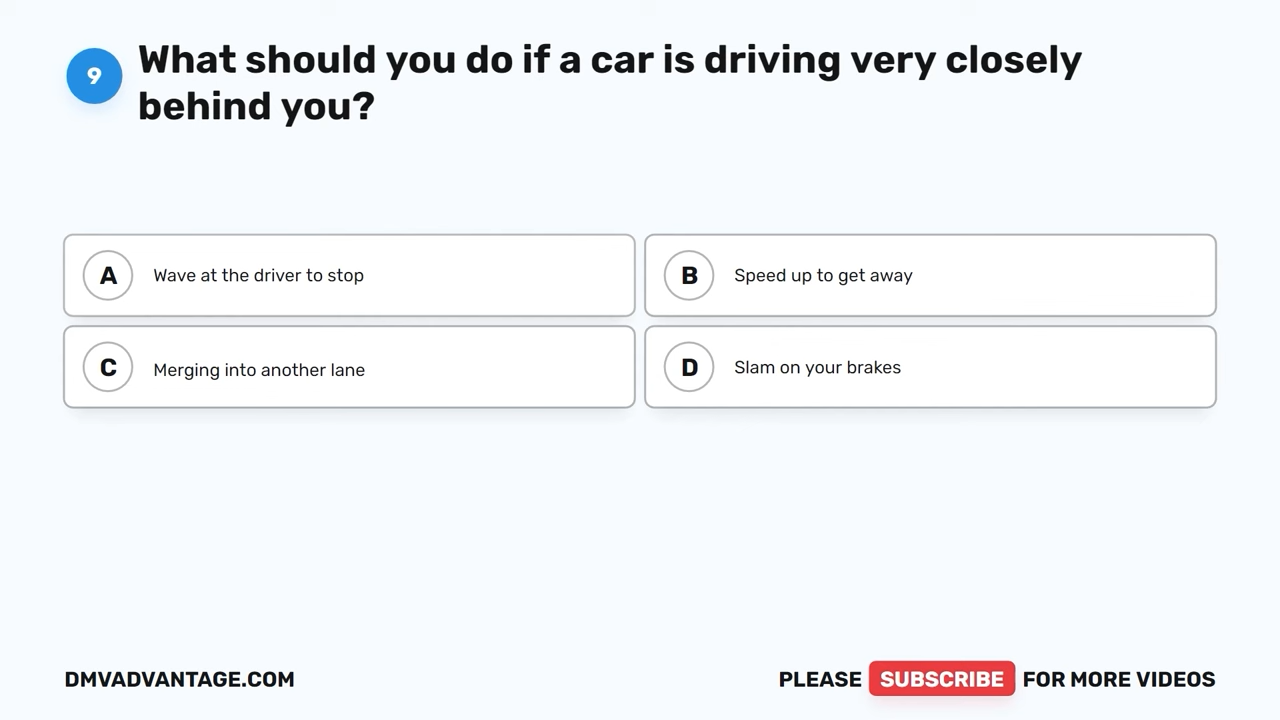 9
What should you do if a car is driving very closely
behind you?
A Wave at the driver to stop
B Speed up to get away
C Merging into another lane
D Slam on your brakes
DMVADVANTAGE.COM
PLEASE SUBSCRIBE FOR MORE VIDEOS